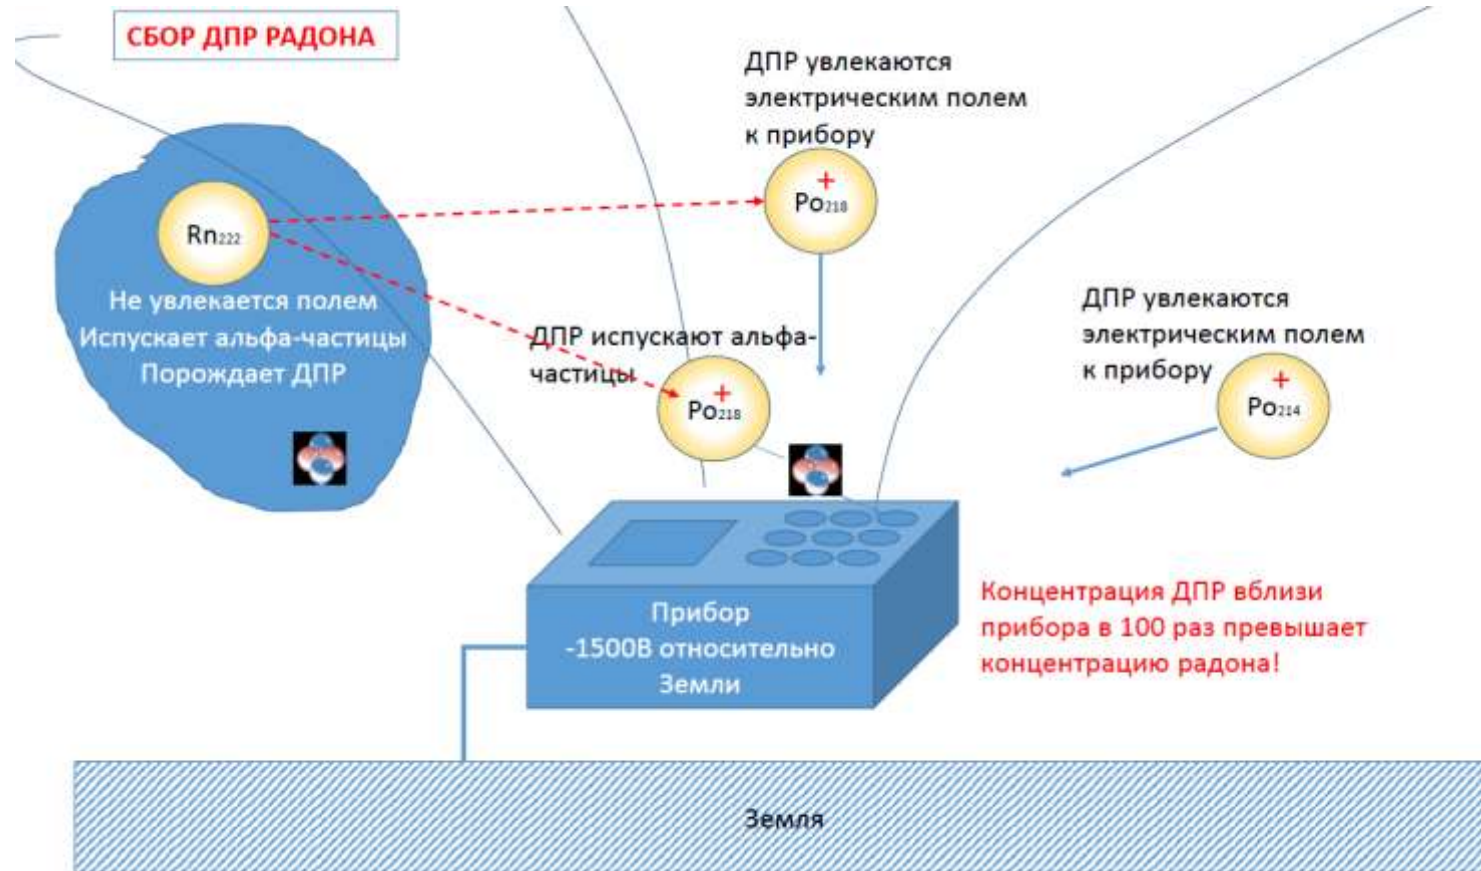 СБОР ДПР РАДОНА
ДПР увлекаются
электрическим полем
к прибору
+
Po218
Rn222
Не увлекается полем
Испускает альфа-частицы
Порождает ДПР
ДПР испускают альфа-
частицы
+
Po218
ДПР увлекаются
электрическим полем
к прибору
+
Po214
Прибор
-1500В относительно
Земли
Концентрация ДПР вблизи
прибора в 100 раз превышает
концентрацию радона!
Земля